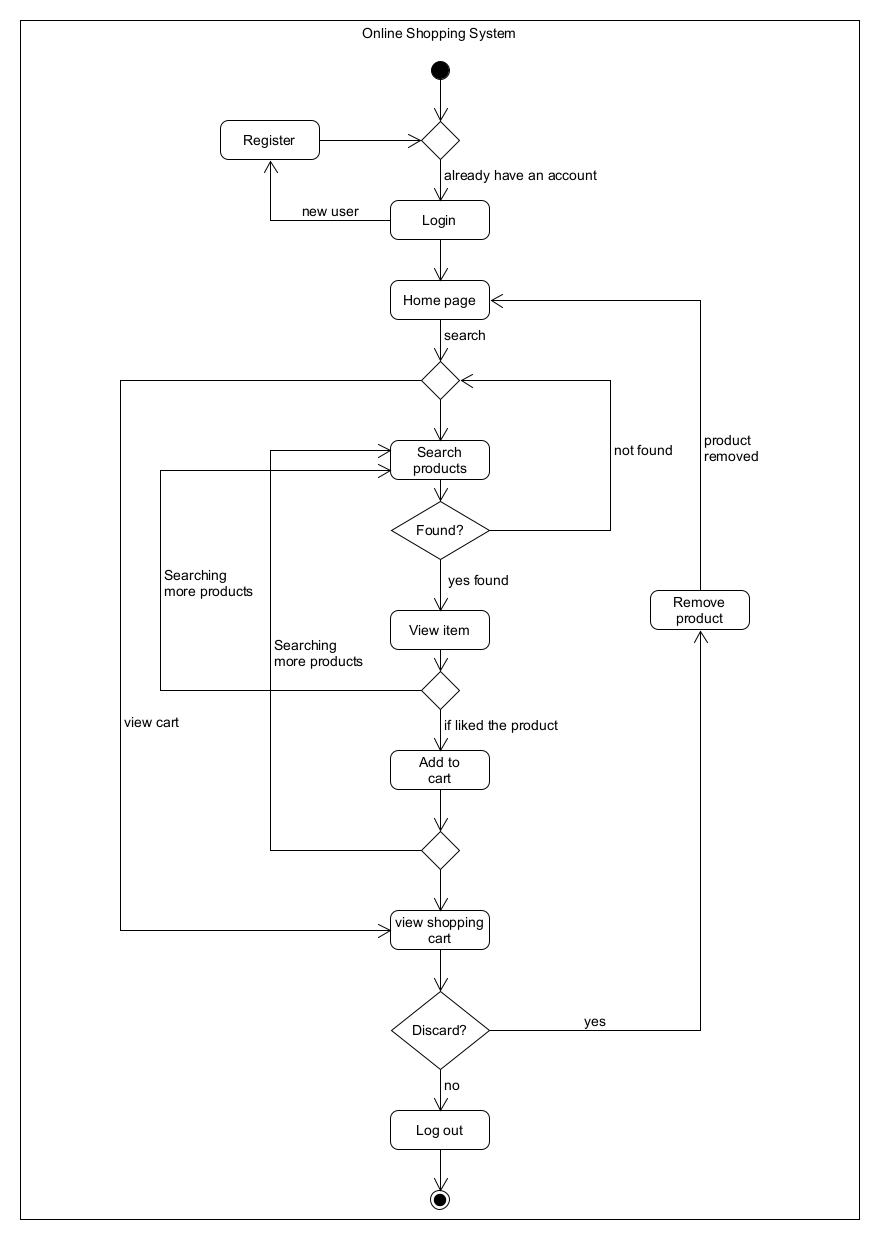 Online Shopping System
Register
already have an account
new user
Login
Home page
search
Search
products
not found
product
removed
Found?
Searching
more products
yes found
Remove
product
View item
Searching
more products
view cart
if liked the product
Add to
cart
view shopping
cart
Discard?
yes
no
Log out